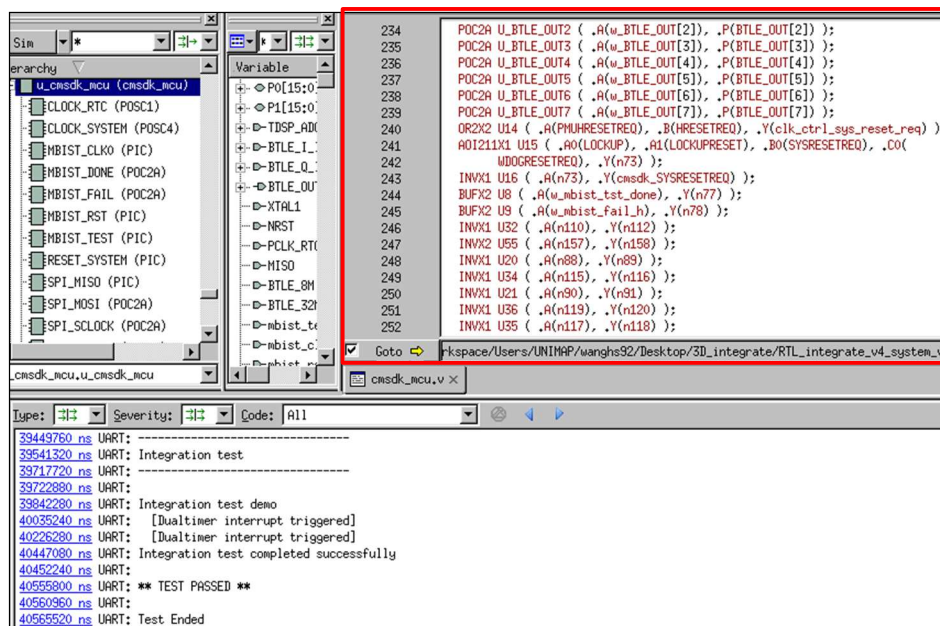 Sim
*
erarchy
u_cmsdk_mcu (cmsdk_mcu)
CLOCK_RTC (POSC1)
CLOCK_SYSTEM (POSC4)
MBIST_CLKO (PIC)
MBIST_DONE (POC2A)
MBIST_FAIL (POC2A)
MBIST_RST (PIC)
MBIST_TEST (PIC)
RESET_SYSTEM (PIC)
SPI_MISO (PIC)
SPI_MOSI (POC2A)
SPI_SCLOCK (POC2A)
_cmsdk_mcu.u_cmsdk_mcu
Variable
P0[15:0
P1[15:0
TDSP_ADC
BTLE_I_I
BTLE_Q_I
BTLE_OUT
XTAL1
NRST
PCLK_RTC
MISO
BTLE_8M
BTLE_32M
mbist_te
mbist_cl
234 POC2A U_BTLE_OUT2 ( .A(w_BTLE_OUT[2]), .P(BTLE_OUT[2]) );
235 POC2A U_BTLE_OUT3 ( .A(w_BTLE_OUT[3]), .P(BTLE_OUT[3]) );
236 POC2A U_BTLE_OUT4 ( .A(w_BTLE_OUT[4]), .P(BTLE_OUT[4]) );
237 POC2A U_BTLE_OUT5 ( .A(w_BTLE_OUT[5]), .P(BTLE_OUT[5]) );
238 POC2A U_BTLE_OUT6 ( .A(w_BTLE_OUT[6]), .P(BTLE_OUT[6]) );
239 POC2A U_BTLE_OUT7 ( .A(w_BTLE_OUT[7]), .P(BTLE_OUT[7]) );
240 OR2X2 U14 ( .A(PMUHRESETREQ), .B(HRESETREQ), .Y(clk_ctrl_sys_reset_req) )
241 AOI211X1 U15 ( .A0(LOCKUP), .A1(LOCKUPRESET), .B0(SYSRESETREQ), .C0(
242 WDOGRESETREQ), .Y(n73) );
243 INVX1 U16 ( .A(n73), .Y(cmsdk_SYSRESETREQ) );
244 BUFX2 U8 ( .A(w_mbist_tst_done), .Y(n77) );
245 BUFX2 U9 ( .A(w_mbist_fail_h), .Y(n78) );
246 INVX1 U32 ( .A(n110), .Y(n112) );
247 INVX2 U55 ( .A(n157), .Y(n158) );
248 INVX1 U20 ( .A(n88), .Y(n89) );
249 INVX1 U34 ( .A(n115), .Y(n116) );
250 INVX1 U21 ( .A(n90), .Y(n91) );
251 INVX1 U36 ( .A(n119), .Y(n120) );
252 INVX1 U35 ( .A(n117), .Y(n118) );
Goto rkspace/Users/UNIMAP/wanghs92/Desktop/3D_integrate/RTL_integrate_v4_system_v
cmsdk_mcu.v
Type: Severity: Code: All
39449760 ns UART: --------------------------------
39541320 ns UART: Integration test
39717720 ns UART: --------------------------------
39722880 ns UART:
39842280 ns UART: Integration test demo
40035240 ns UART: [Dualtimer interrupt triggered]
40226280 ns UART: [Dualtimer interrupt triggered]
40447080 ns UART: Integration test completed successfully
40452240 ns UART:
40555800 ns UART: ** TEST PASSED **
40560960 ns UART:
40565520 ns UART: Test Ended